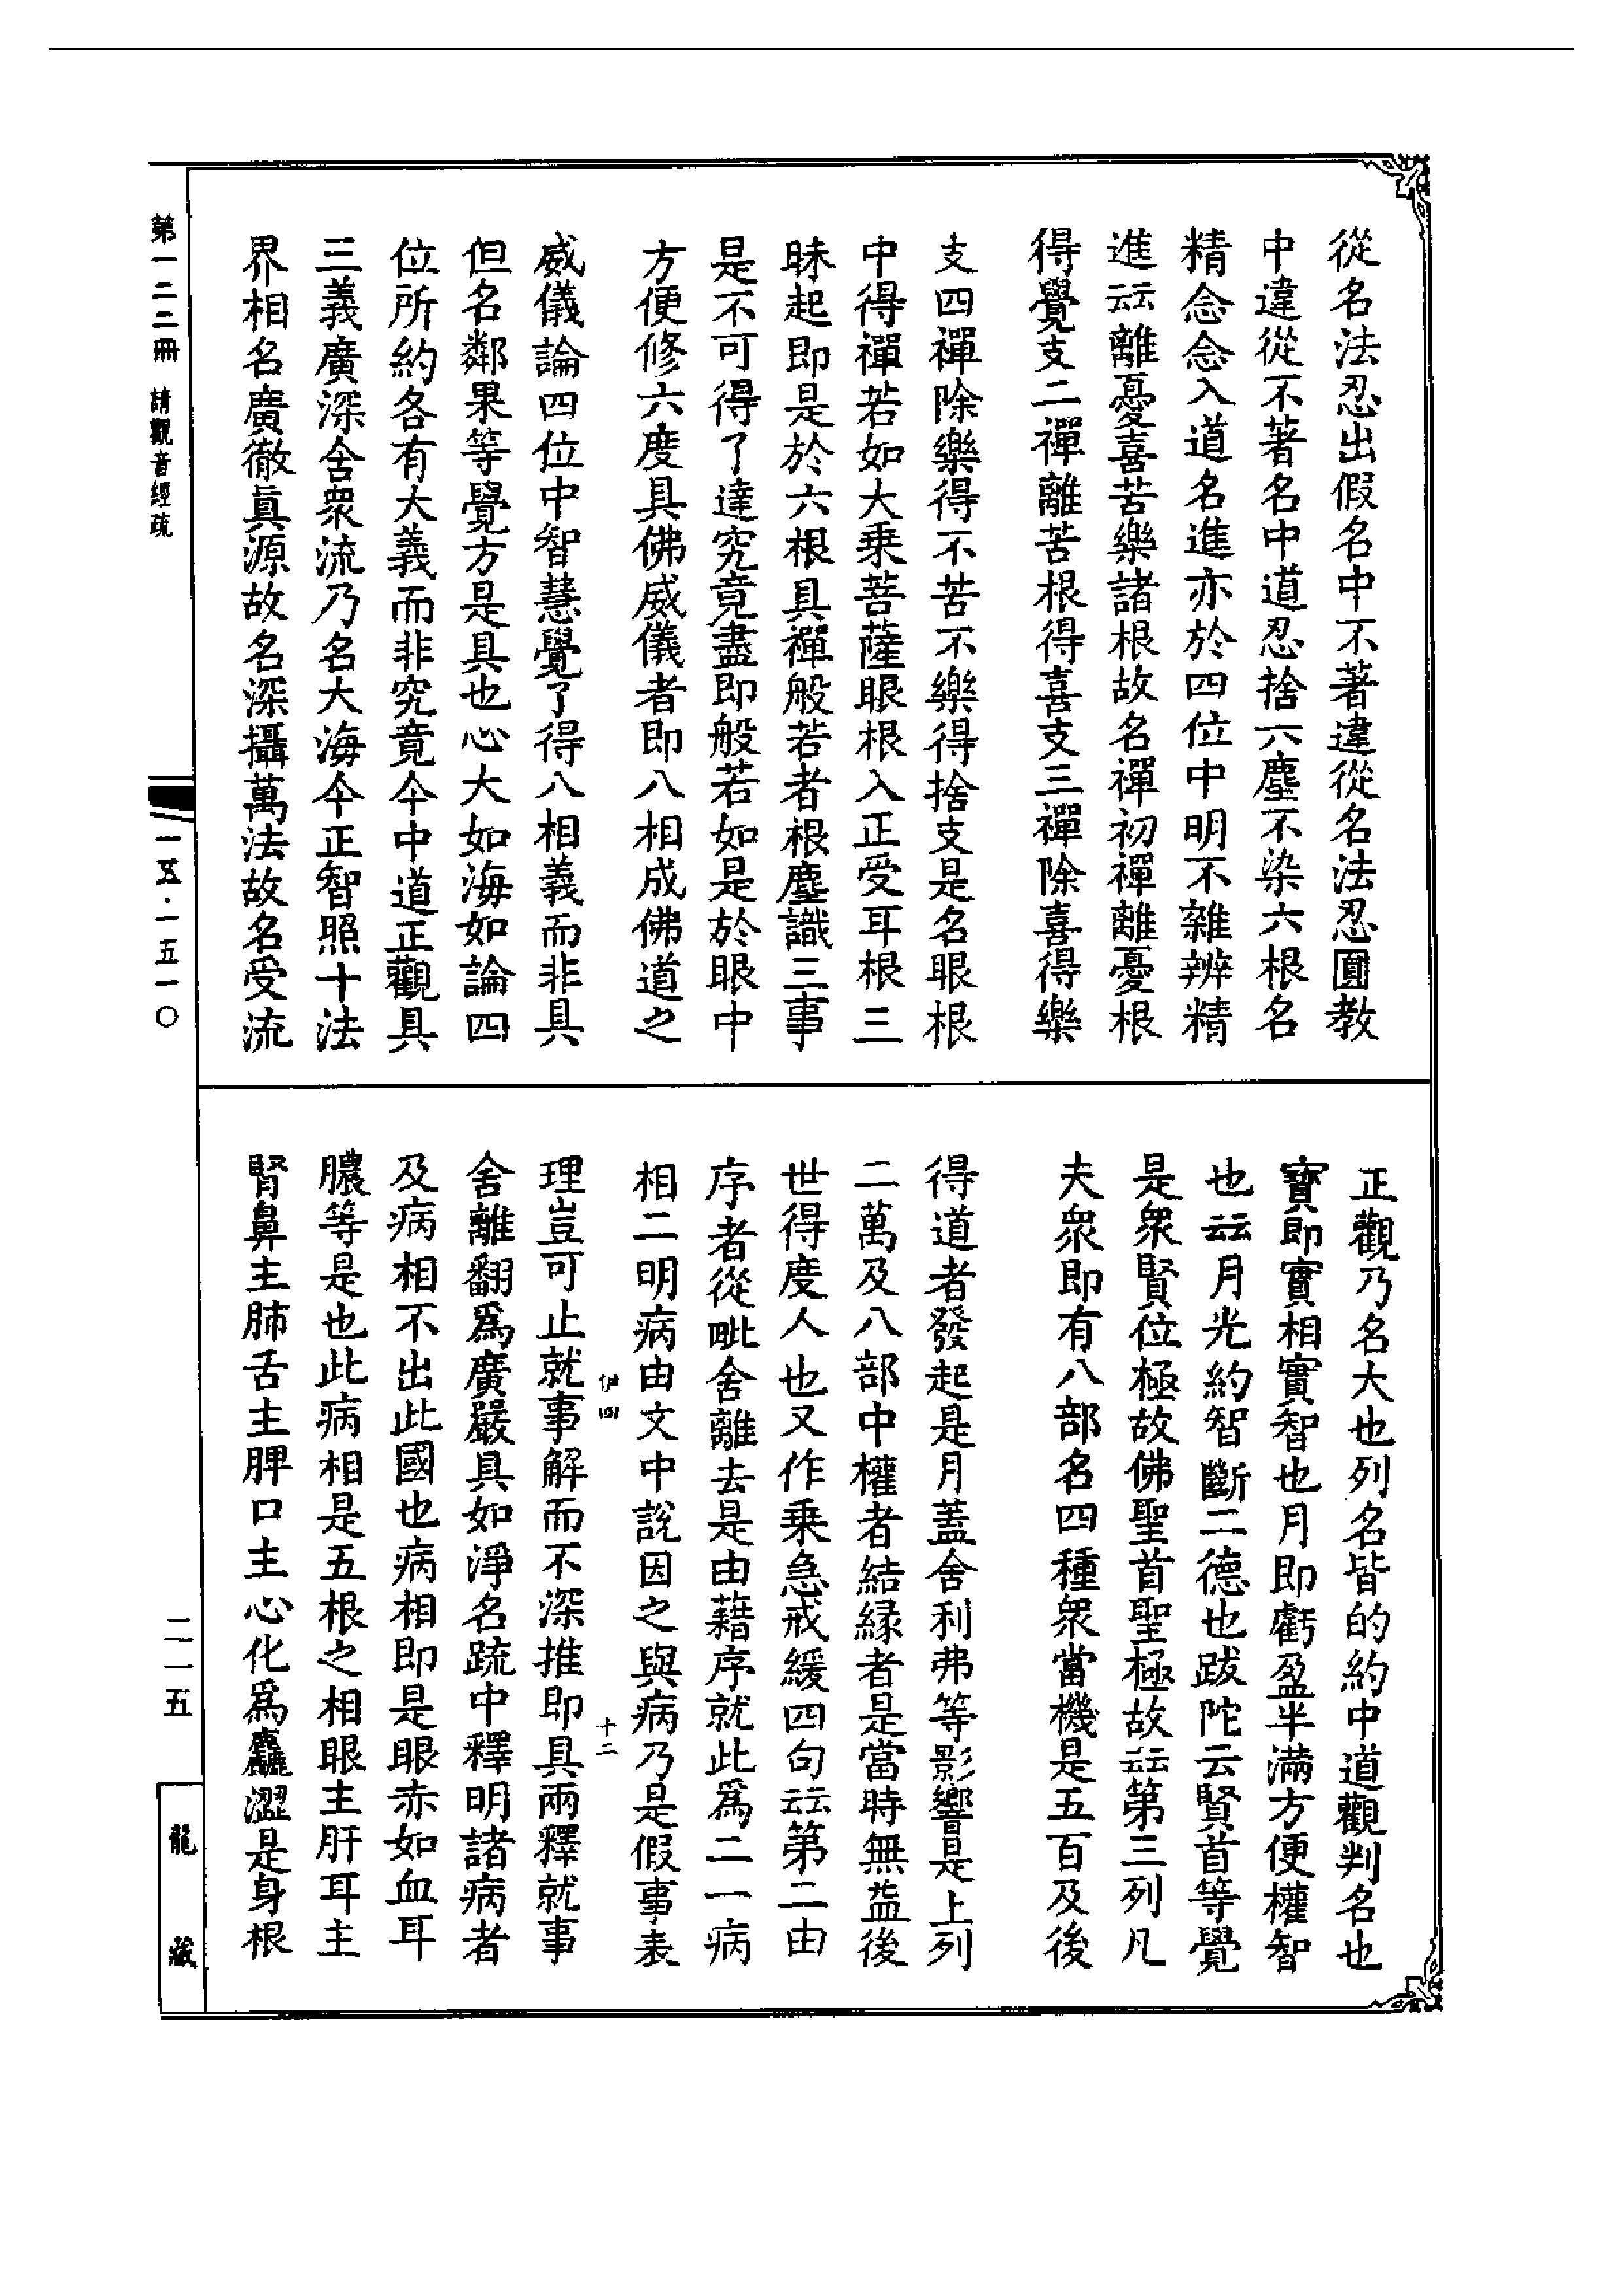 從名法忍出假名中不著違從名法忍圓教
中違從不著名中道忍捨六塵不染六根名
精念念入道名進亦於四位中明不雜辨精
進云云離憂喜苦樂諸根故名禪初禪離憂根
得覺支二禪離苦根得喜支三禪除喜得樂
支四禪除樂得不苦不樂得捨支是名眼根
中得禪若如大乗菩薩眼根入正受耳根三
昧起即是於六根具禪般若者根塵識三事
是不可得了達究竟盡即般若如是於眼中
方便修六度具佛威儀者即八相成佛道之
威儀論四位中智慧覺了得八相義而非具
但名鄰果等覺方是具也心大如海如論四
位所約各有大義而非究竟今中道正觀具
三義廣深含衆流乃名大海今正智照十法
界相名廣徹眞源故名深攝萬法故名受流
正觀乃名大也列名皆的約中道觀判名也
寳即實相實智也月即虧盈半滿方便權智
也云云月光約智斷二德也跋陀云賢首等覺
是衆賢位極故佛聖首聖極故云云第三列凡
夫衆即有八部名四種衆當機是五百及後
得道者發起是月蓋舍利弗等影響是上列
二萬及八部中權者結縁者是當時無益後
世得度人也又作乗急戒緩四句云云第二由
序者從毗舍離去是由藉序就此爲二一病
相二明病由文中說因之與病乃是假事表
理豈可止就事解而不深推即具兩釋就事
舍離翻爲廣嚴具如淨名䟽中釋明諸病者
及病相不出此國也病相即是眼赤如血耳
膿等是也此病相是五根之相眼主肝耳主
腎鼻主肺舌主脾口主心化爲麤澀是身根
伊四
十二
第一二二冊 請觀音經疏
一五·一五一〇
二一五
龍藏